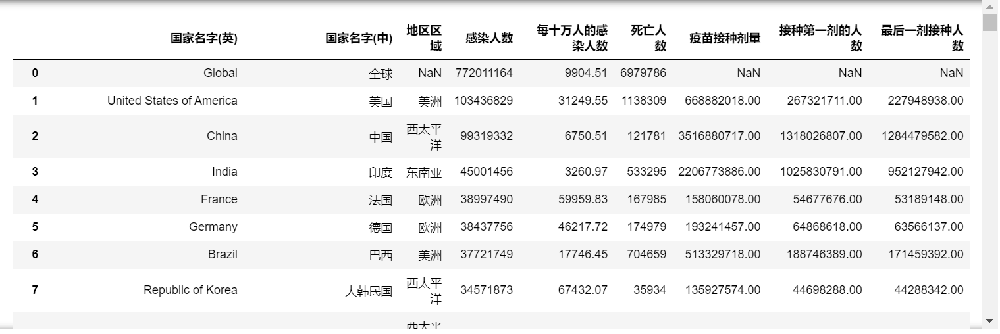 国家名字(英) 国家名字(中) 地区区域 感染人数 每十万人的感染人数 死亡人数 疫苗接种剂量 接种第一剂的人数 最后一剂接种人数
0 Global 全球 NaN 772011164 9904.51 6979786 NaN NaN NaN
1 United States of America 美国 美洲 103436829 31249.55 1138309 668882018.00 267321711.00 227948938.00
2 China 中国 西太平洋 99319332 6750.51 121781 3516880717.00 1318026807.00 1284479582.00
3 India 印度 东南亚 45001456 3260.97 533295 2206773886.00 1025830791.00 952127942.00
4 France 法国 欧洲 38997490 59959.83 167985 158060078.00 54677676.00 53189148.00
5 Germany 德国 欧洲 38437756 46217.72 174979 193241457.00 64868618.00 63566137.00
6 Brazil 巴西 美洲 37721749 17746.45 704659 513329718.00 188746389.00 171459392.00
7 Republic of Korea 大韩民国 西太平洋 34571873 67432.07 35934 135927574.00 44698288.00 44288342.00
西太平